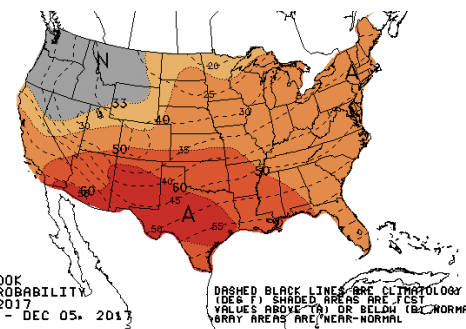 N
A
20
25
33
30
30
40
50
35
50
60
40
60
45
A
50
55
OOK
ROBABILITY
2017
- DEC 05, 2017
DASHED BLACK LINES ARE CLIMATOLOGY
(DEG F) SHADED AREAS ARE FCST
VALUES ABOVE (A) OR BELOW (B) NORMAL
GRAY AREAS ARE NEAR-NORMAL